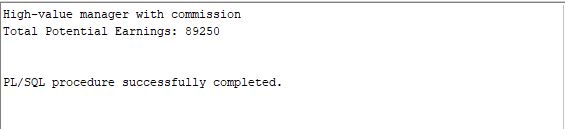 High-value manager with commission
Total Potential Earnings: 89250
PL/SQL procedure successfully completed.